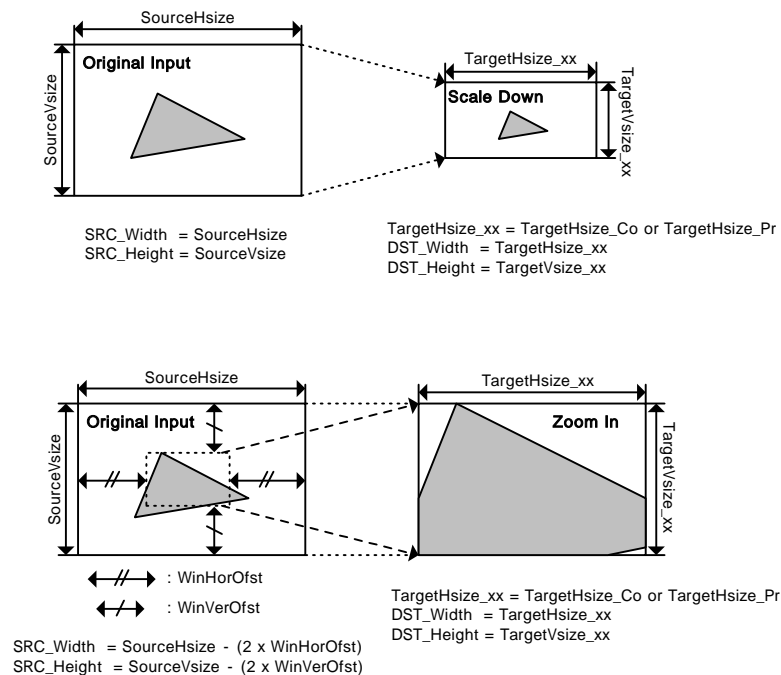 SourceHsize
SourceVsize
Original Input
TargetHsize_xx
TargetVsize_xx
Scale Down
SRC_Width = SourceHsize
SRC_Height = SourceVsize
TargetHsize_xx = TargetHsize_Co or TargetHsize_Pr
DST_Width = TargetHsize_xx
DST_Height = TargetVsize_xx
SourceHsize
SourceVsize
Original Input
TargetHsize_xx
TargetVsize_xx
Zoom In
: WinHorOfst
: WinVerOfst
SRC_Width = SourceHsize - (2 x WinHorOfst)
SRC_Height = SourceVsize - (2 x WinVerOfst)
TargetHsize_xx = TargetHsize_Co or TargetHsize_Pr
DST_Width = TargetHsize_xx
DST_Height = TargetVsize_xx